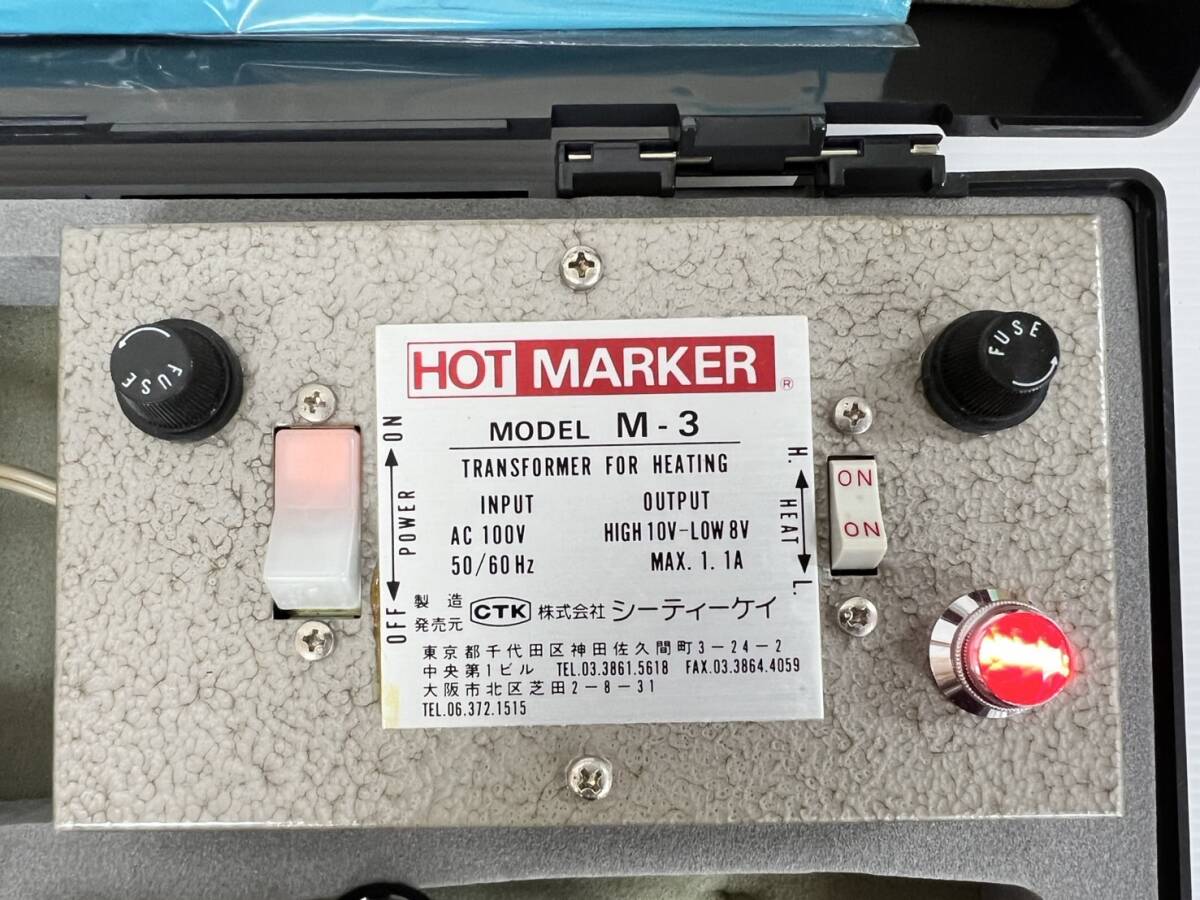 FUSE
FUSE
HOT MARKER ®
MODEL M-3
TRANSFORMER FOR HEATING
INPUT OUTPUT
AC 100V HIGH 10V-LOW 8V
50/60Hz MAX. 1.1A
OFF POWER ON
H. HEAT L.
ON
ON
製造
発売元 CTK 株式会社 シーティーケイ
東京都千代田区神田佐久間町3-24-2
中央第1ビル TEL.03.3861.5618 FAX.03.3864.4059
大阪市北区芝田2-8-31
TEL.06.372.1515